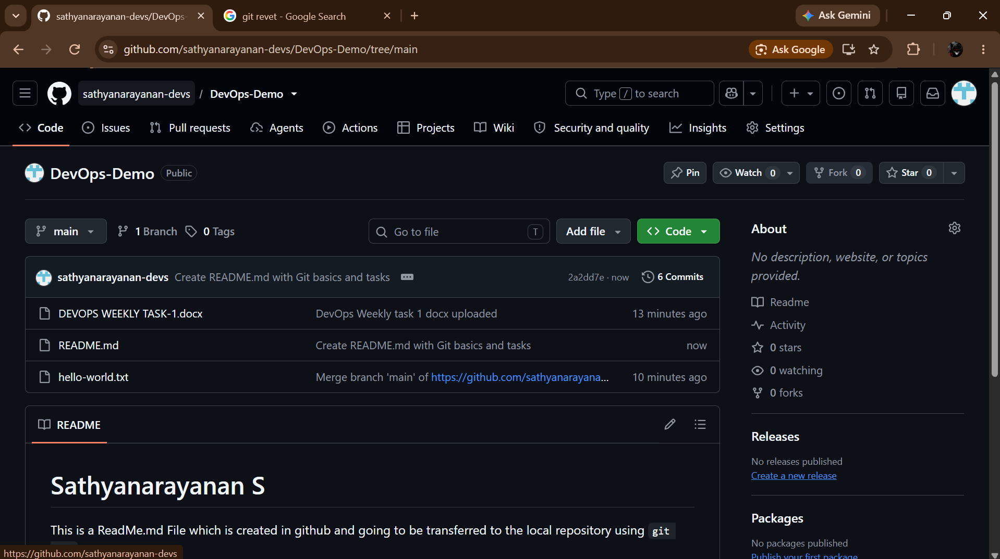 sathyanarayanan-devs/DevOps-
git revet - Google Search
Ask Gemini
github.com/sathyanarayanan-devs/DevOps-Demo/tree/main
Ask Google
sathyanarayanan-devs / DevOps-Demo
Type / to search
Code
Issues
Pull requests
Agents
Actions
Projects
Wiki
Security and quality
Insights
Settings
DevOps-Demo Public
Pin
Watch 0
Fork 0
Star 0
main
1 Branch
0 Tags
Go to file T
Add file
Code
sathyanarayanan-devs Create README.md with Git basics and tasks 2a2dd7e · now 6 Commits
DEVOPS WEEKLY TASK-1.docx DevOps Weekly task 1 docx uploaded 13 minutes ago
README.md Create README.md with Git basics and tasks now
hello-world.txt Merge branch 'main' of https://github.com/sathyanarayana... 10 minutes ago
README
Sathyanarayanan S
This is a ReadMe.md File which is created in github and going to be transferred to the local repository using git
About
No description, website, or topics
provided.
Readme
Activity
0 stars
0 watching
0 forks
Releases
No releases published
Create a new release
Packages
No packages published
Publish your first package
https://github.com/sathyanarayanan-devs